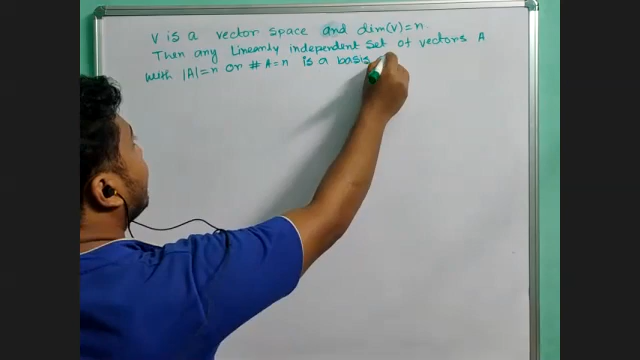 V is a vector space and dim(V)=n.
Then any Linearly independent Set of vectors A
with |A|=n or # A=n is a basis